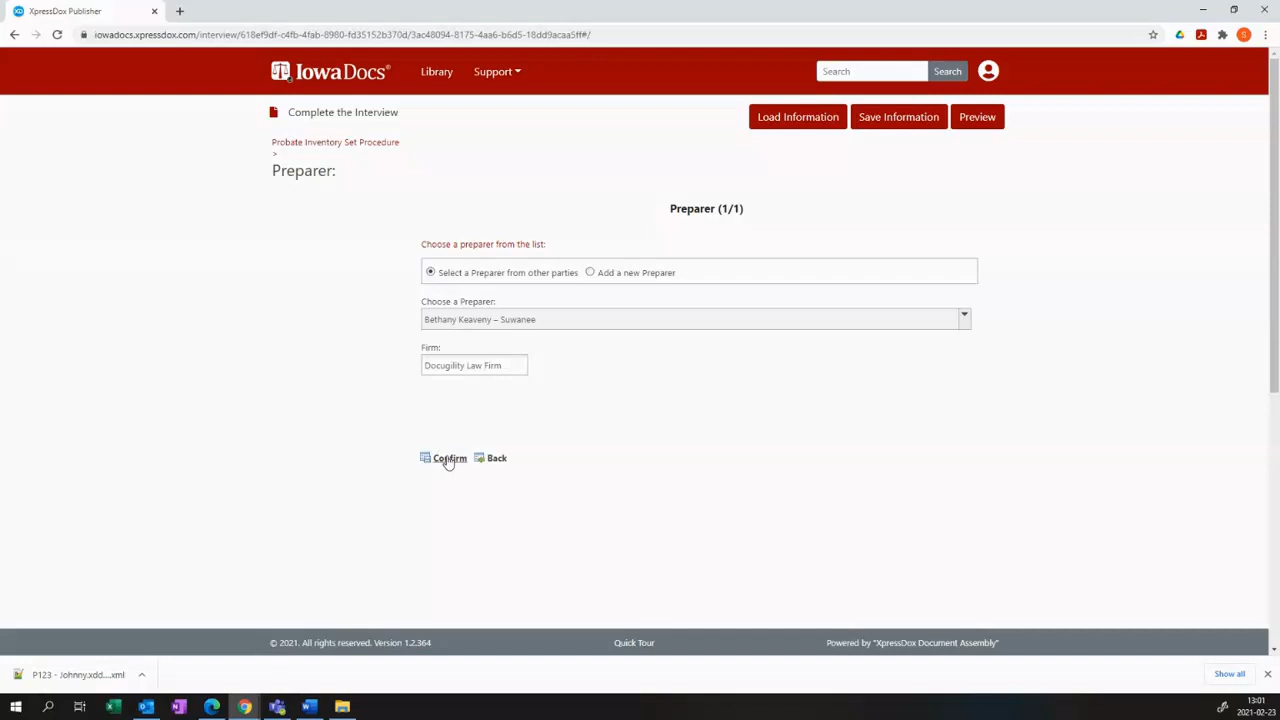 XpressDox Publisher
iowadocs.xpressdox.com/interview/618ef9df-c4fb-4fab-8980-fd35152b370d/3ac48094-8175-4aa6-b6d5-18dd9acaa5ff#/
S
IowaDocs®
Library
Support
Search
Search
Complete the Interview
Load Information
Save Information
Preview
Probate Inventory Set Procedure
>
Preparer:
Preparer (1/1)
Choose a preparer from the list:
Select a Preparer from other parties
Add a new Preparer
Choose a Preparer:
Bethany Keaveny – Suwanee
Firm:
Docugility Law Firm
Confirm
Back
© 2021. All rights reserved. Version 1.2.364
Quick Tour
Powered by "XpressDox Document Assembly"
P123 - Johnny.xdd....xml
Show all
13:01
2021-02-23